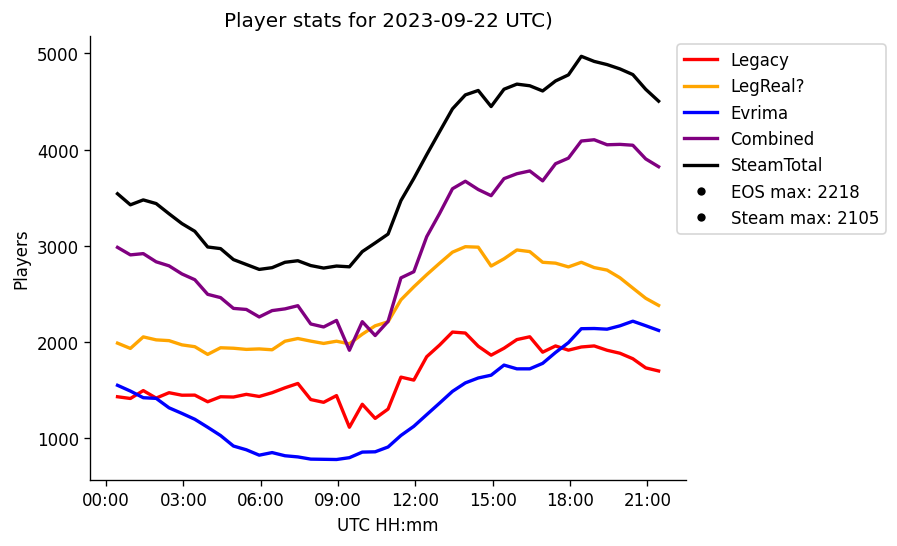 Player stats for 2023-09-22 UTC)
Players
5000
4000
3000
2000
1000
00:00 03:00 06:00 09:00 12:00 15:00 18:00 21:00
UTC HH:mm
Legacy
LegReal?
Evrima
Combined
SteamTotal
EOS max: 2218
Steam max: 2105